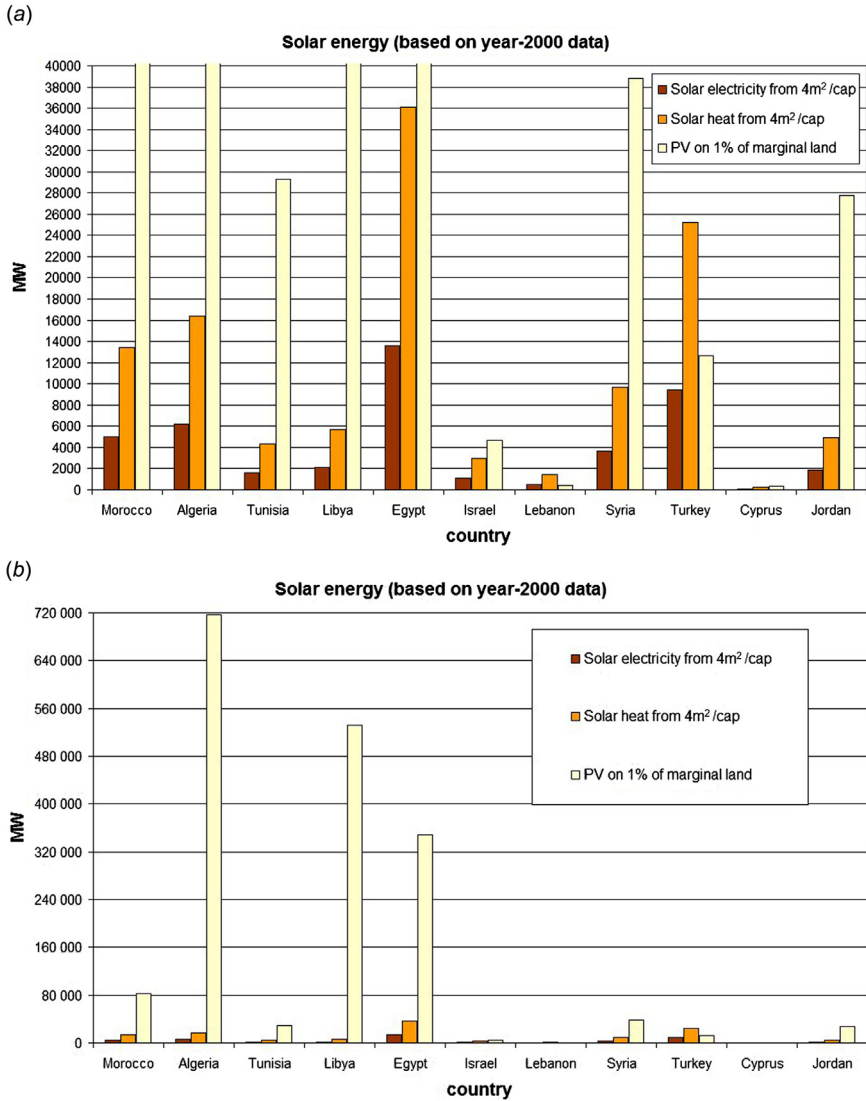 (a)
Solar energy (based on year-2000 data)
40000
38000
36000
34000
32000
30000
28000
26000
24000
22000
20000
18000
16000
14000
12000
10000
8000
6000
4000
2000
0
MW
Solar electricity from 4m²/cap
Solar heat from 4m²/cap
PV on 1% of marginal land
Morocco Algeria Tunisia Libya Egypt Israel Lebanon Syria Turkey Cyprus Jordan
country
(b)
Solar energy (based on year-2000 data)
720 000
640 000
560 000
480 000
400 000
320 000
240 000
160 000
80 000
0
MW
Solar electricity from 4m²/cap
Solar heat from 4m²/cap
PV on 1% of marginal land
Morocco Algeria Tunisia Libya Egypt Israel Lebanon Syria Turkey Cyprus Jordan
country